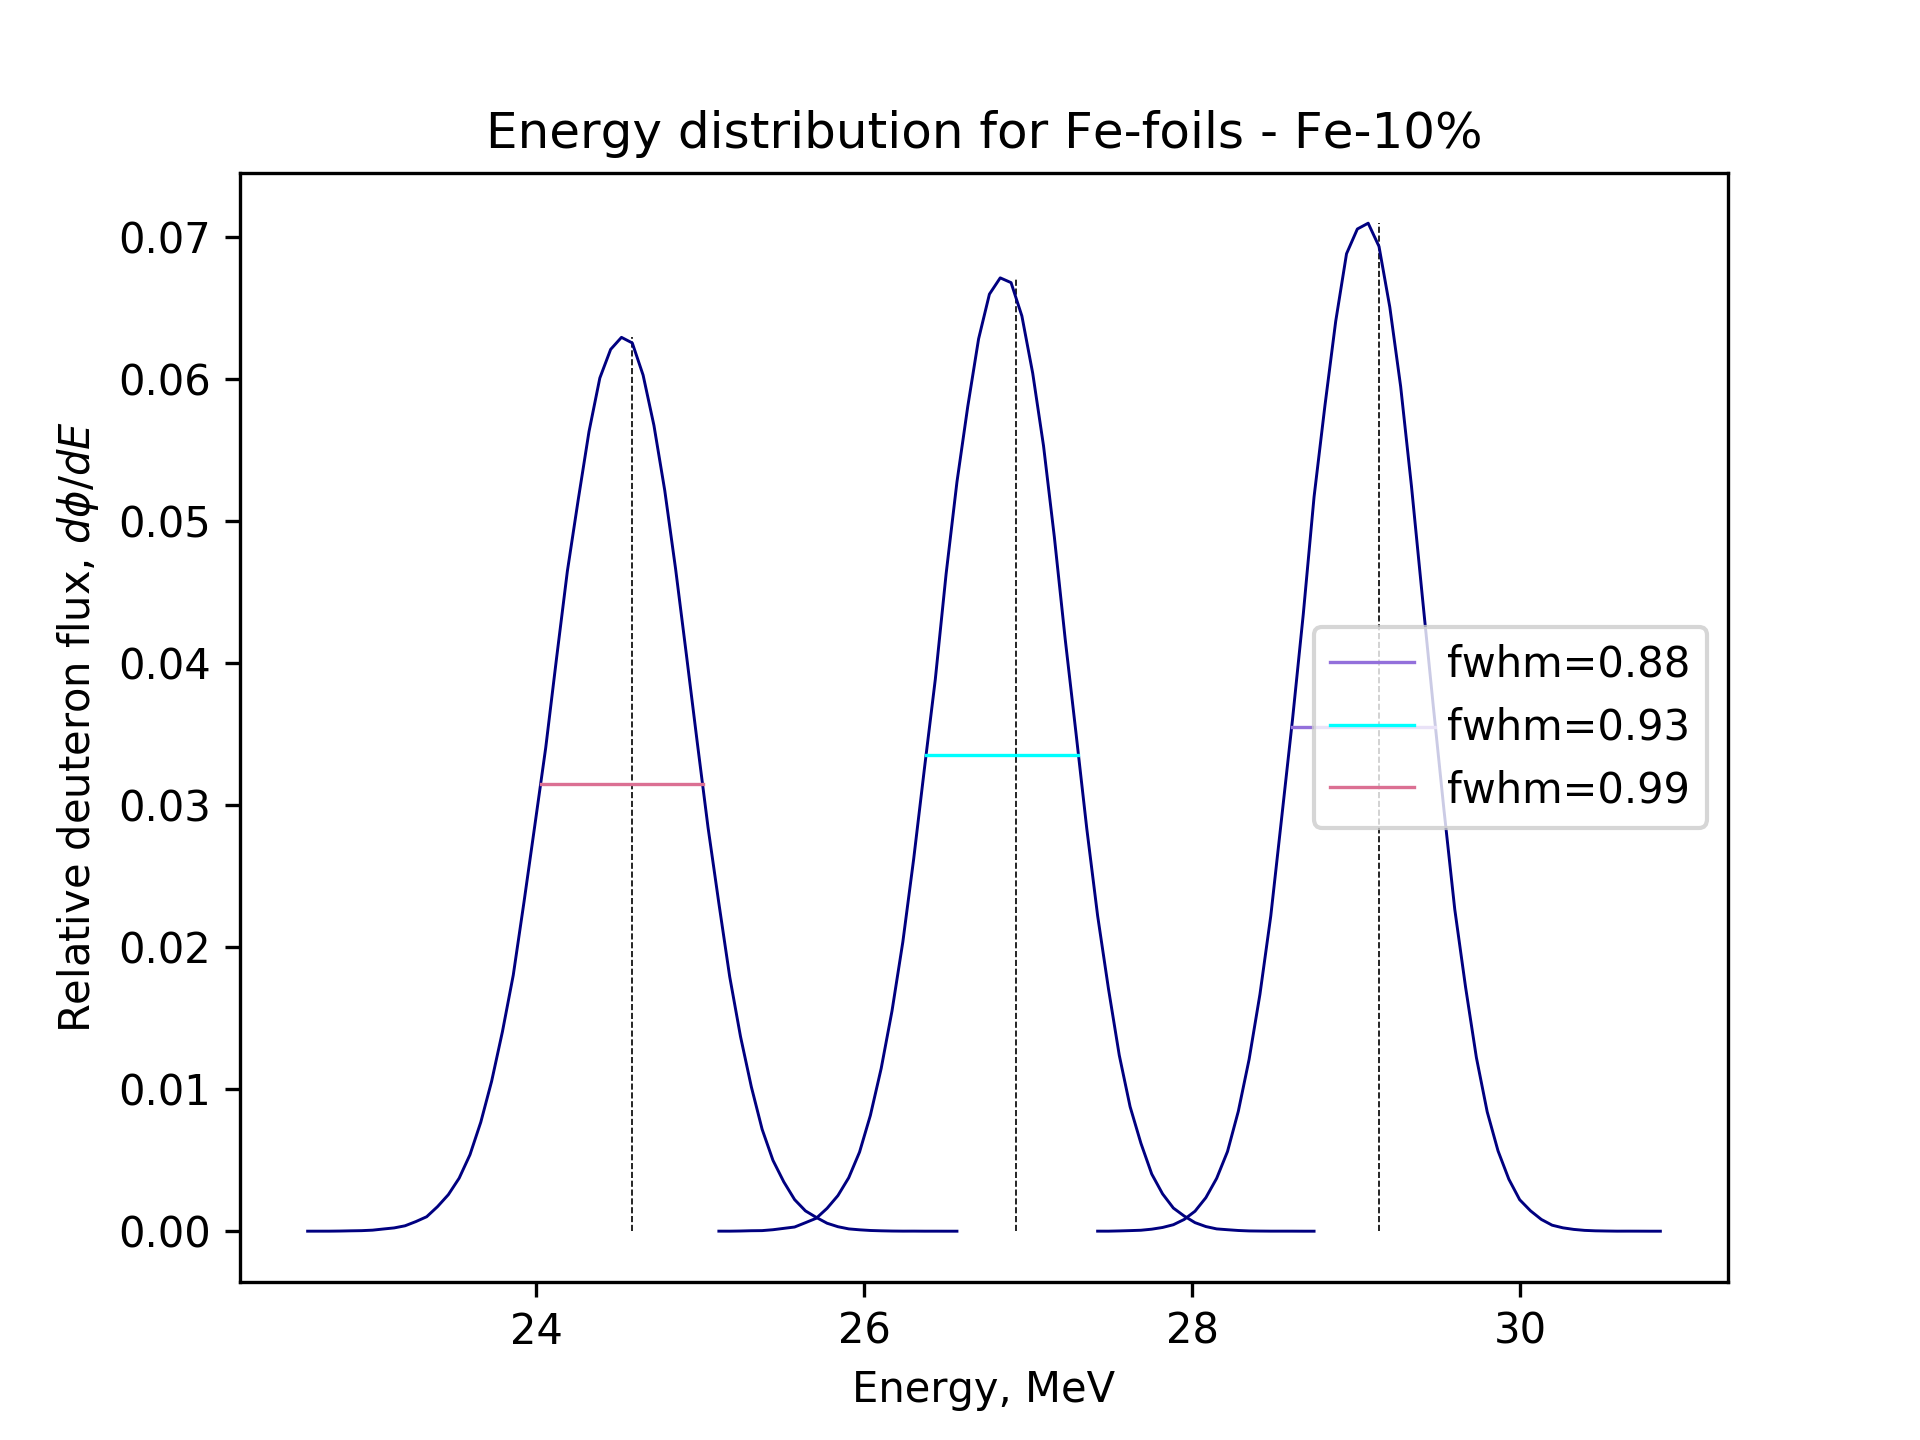 Energy distribution for Fe-foils - Fe-10%
Relative deuteron flux, dϕ/dE
0.07
0.06
0.05
0.04
0.03
0.02
0.01
0.00
fwhm=0.88
fwhm=0.93
fwhm=0.99
24
26
28
30
Energy, MeV